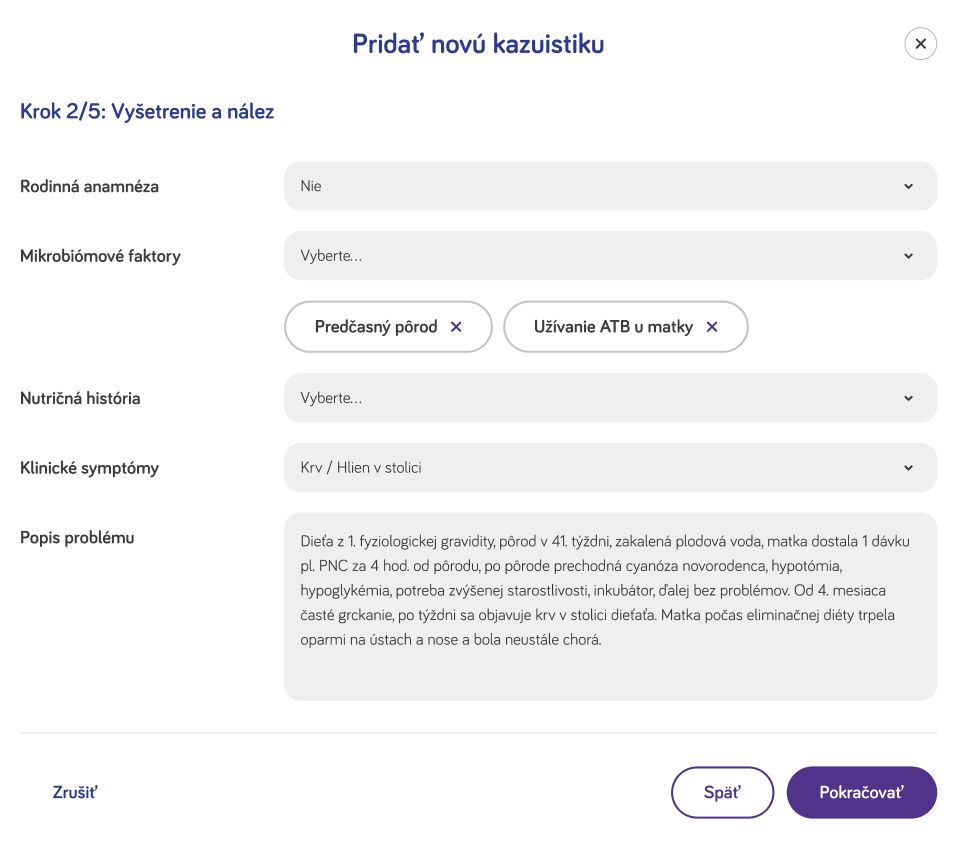 Pridať novú kazuistiku
Krok 2/5: Vyšetrenie a nález
Rodinná anamnéza
Nie
Mikrobiómové faktory
Vyberte...
Predčasný pôrod
Užívanie ATB u matky
Nutričná história
Vyberte...
Klinické symptómy
Krv / Hlien v stolici
Popis problému
Dieťa z 1. fyziologickej gravidity, pôrod v 41. týždni, zakalená plodová voda, matka dostala 1 dávku
pl. PNC za 4 hod. od pôrodu, po pôrode prechodná cyanóza novorodenca, hypotómia,
hypoglykémia, potreba zvýšenej starostlivosti, inkubátor, ďalej bez problémov. Od 4. mesiaca
časté grckanie, po týždni sa objavuje krv v stolici dieťaťa. Matka počas eliminačnej diéty trpela
oparmi na ústach a nose a bola neustále chorá.
Zrušiť
Späť
Pokračovať